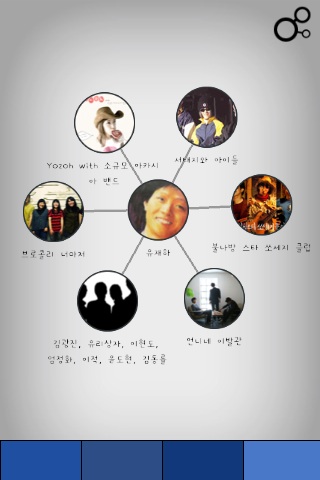 Yozoh with 소규모 아카시
아 밴드
서태지와 아이들
브로콜리 너마저
유재하
불나방 스타 쏘세지 클럽
김광진, 유리상자, 이현도,
엄정화, 이적, 윤도현, 김동률
언니네 이발관